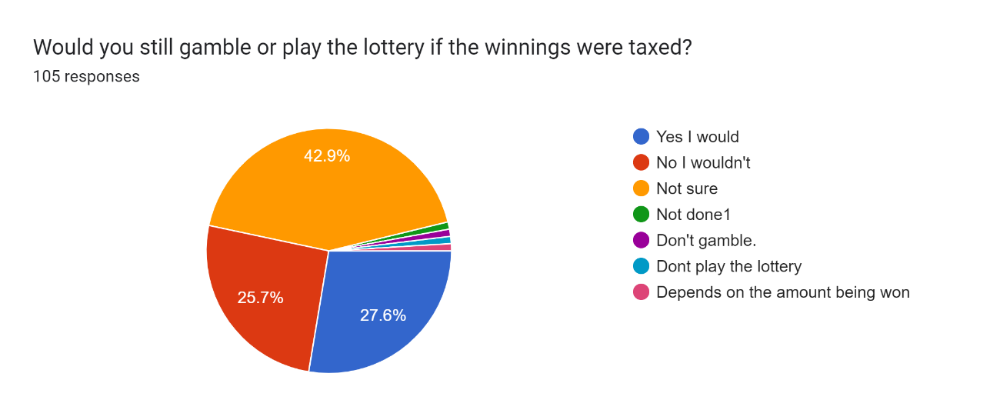 Would you still gamble or play the lottery if the winnings were taxed?
105 responses
42.9%
25.7%
27.6%
Yes I would
No I wouldn't
Not sure
Not done1
Don't gamble.
Dont play the lottery
Depends on the amount being won